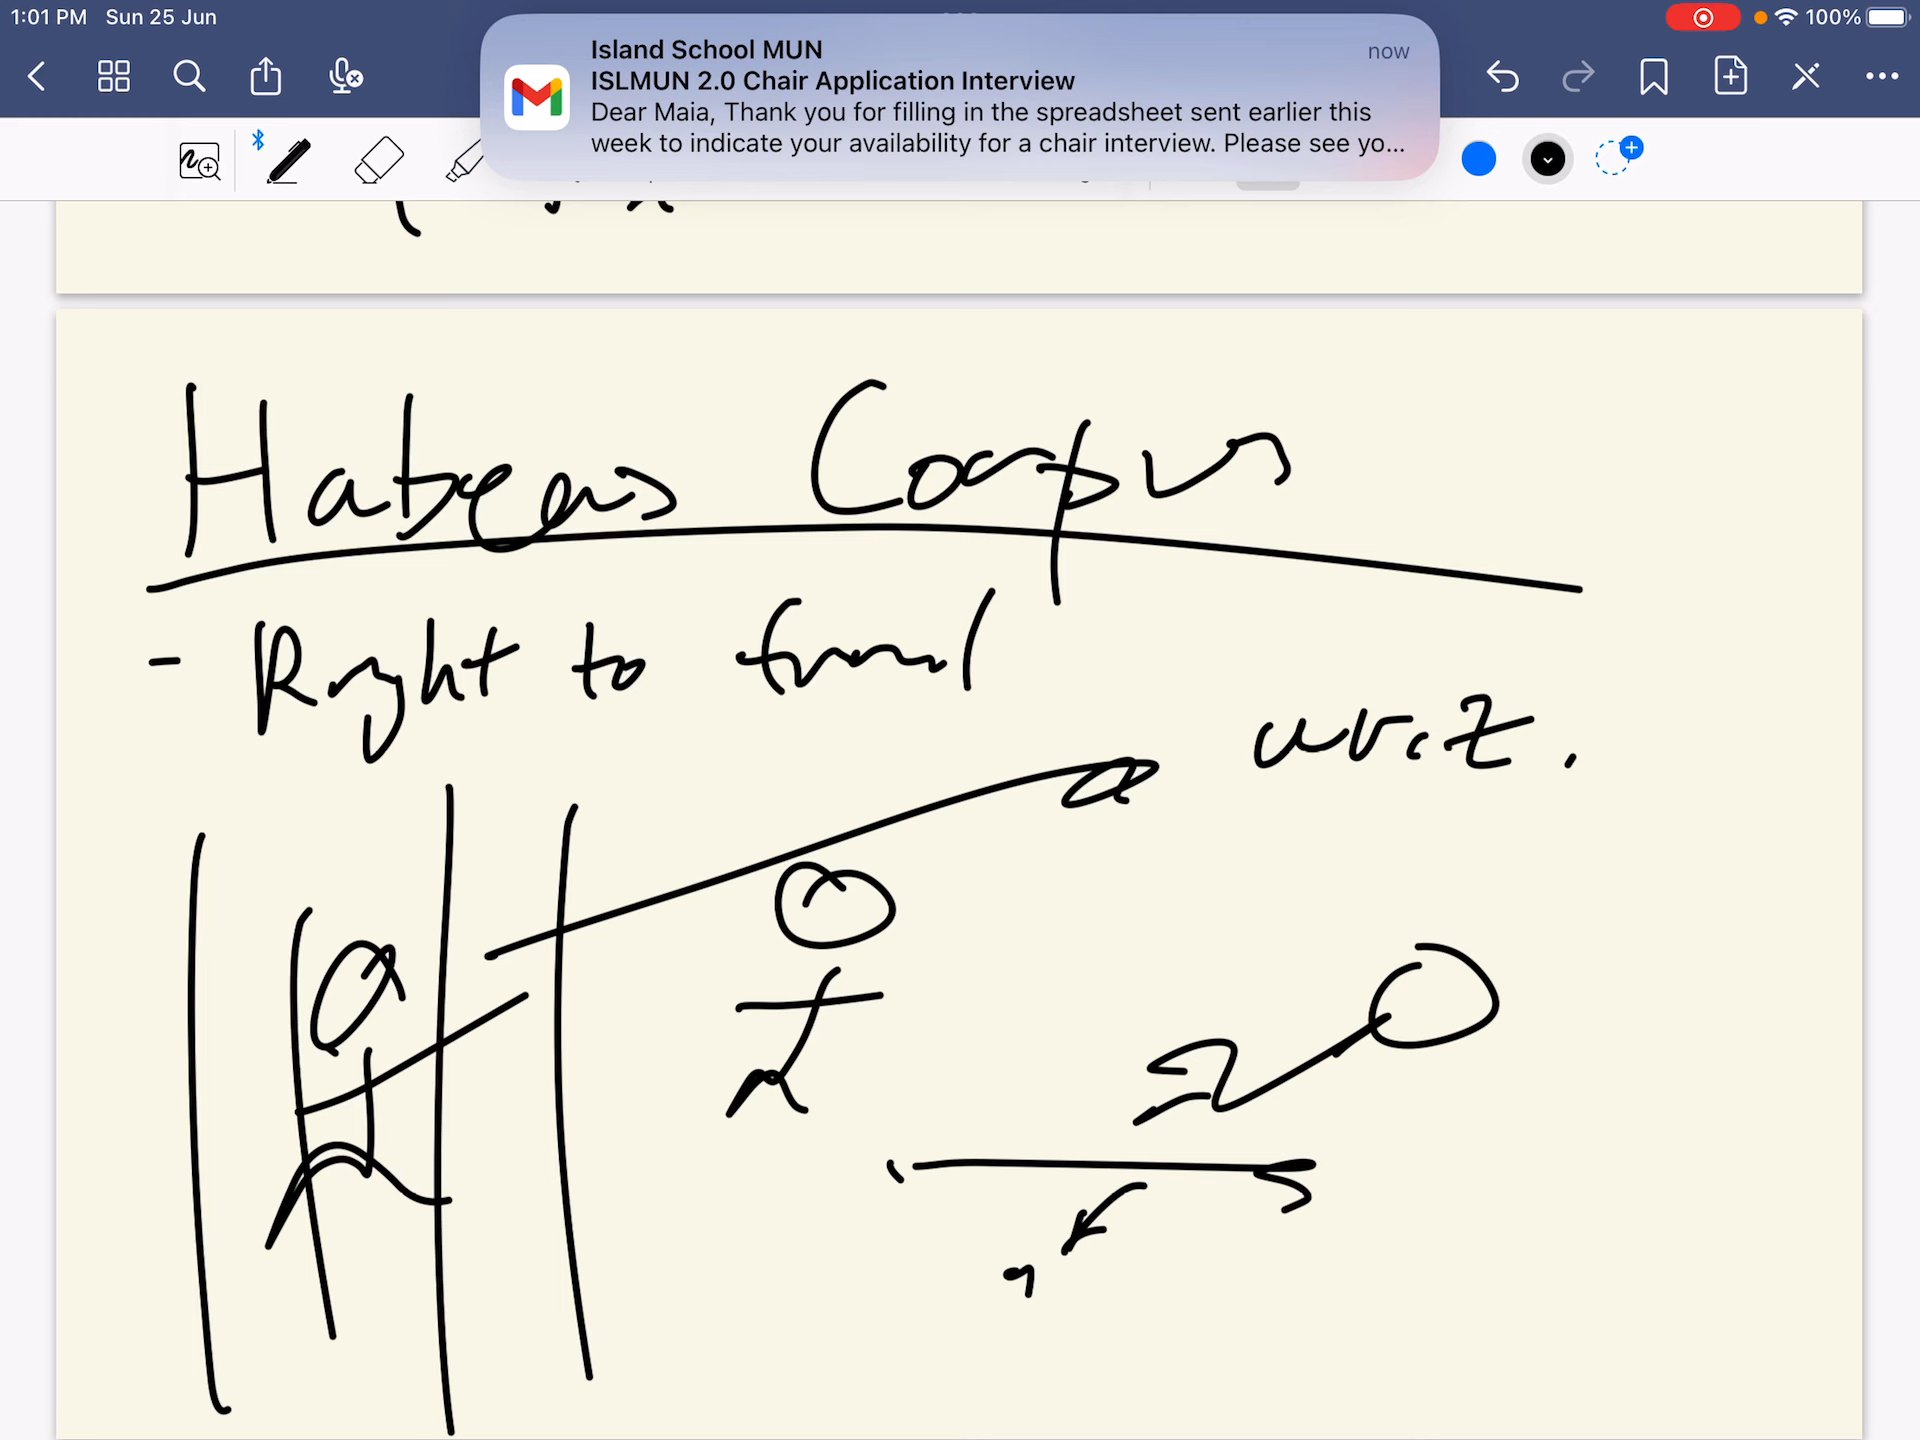 1:01 PM Sun 25 Jun
100%
Island School MUN
now
ISLMUN 2.0 Chair Application Interview
Dear Maia, Thank you for filling in the spreadsheet sent earlier this
week to indicate your availability for a chair interview. Please see yo...
Habeas Corpus
- Right to trial
writ.